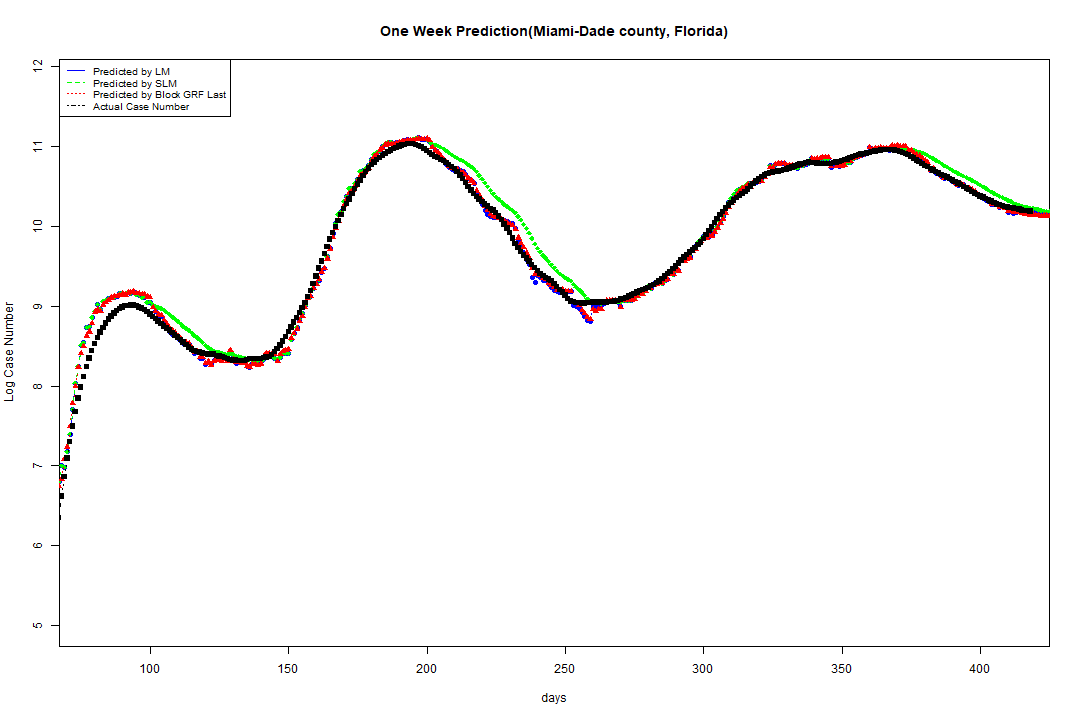 One Week Prediction(Miami-Dade county, Florida)
Predicted by LM
Predicted by SLM
Predicted by Block GRF Last
Actual Case Number
12
11
10
9
8
7
6
5
Log Case Number
100 150 200 250 300 350 400
days